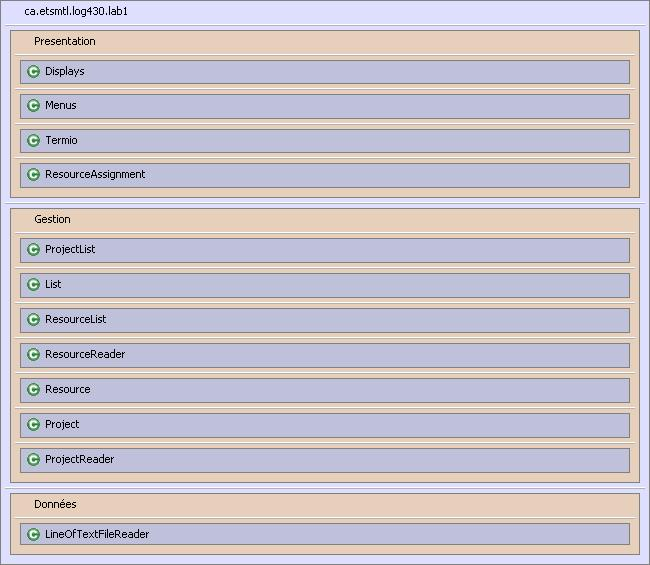 ca.etsmtl.log430.lab1
Presentation
C Displays
C Menus
C Termio
C ResourceAssignment
Gestion
C ProjectList
C List
C ResourceList
C ResourceReader
C Resource
C Project
C ProjectReader
Données
C LineOfTextFileReader